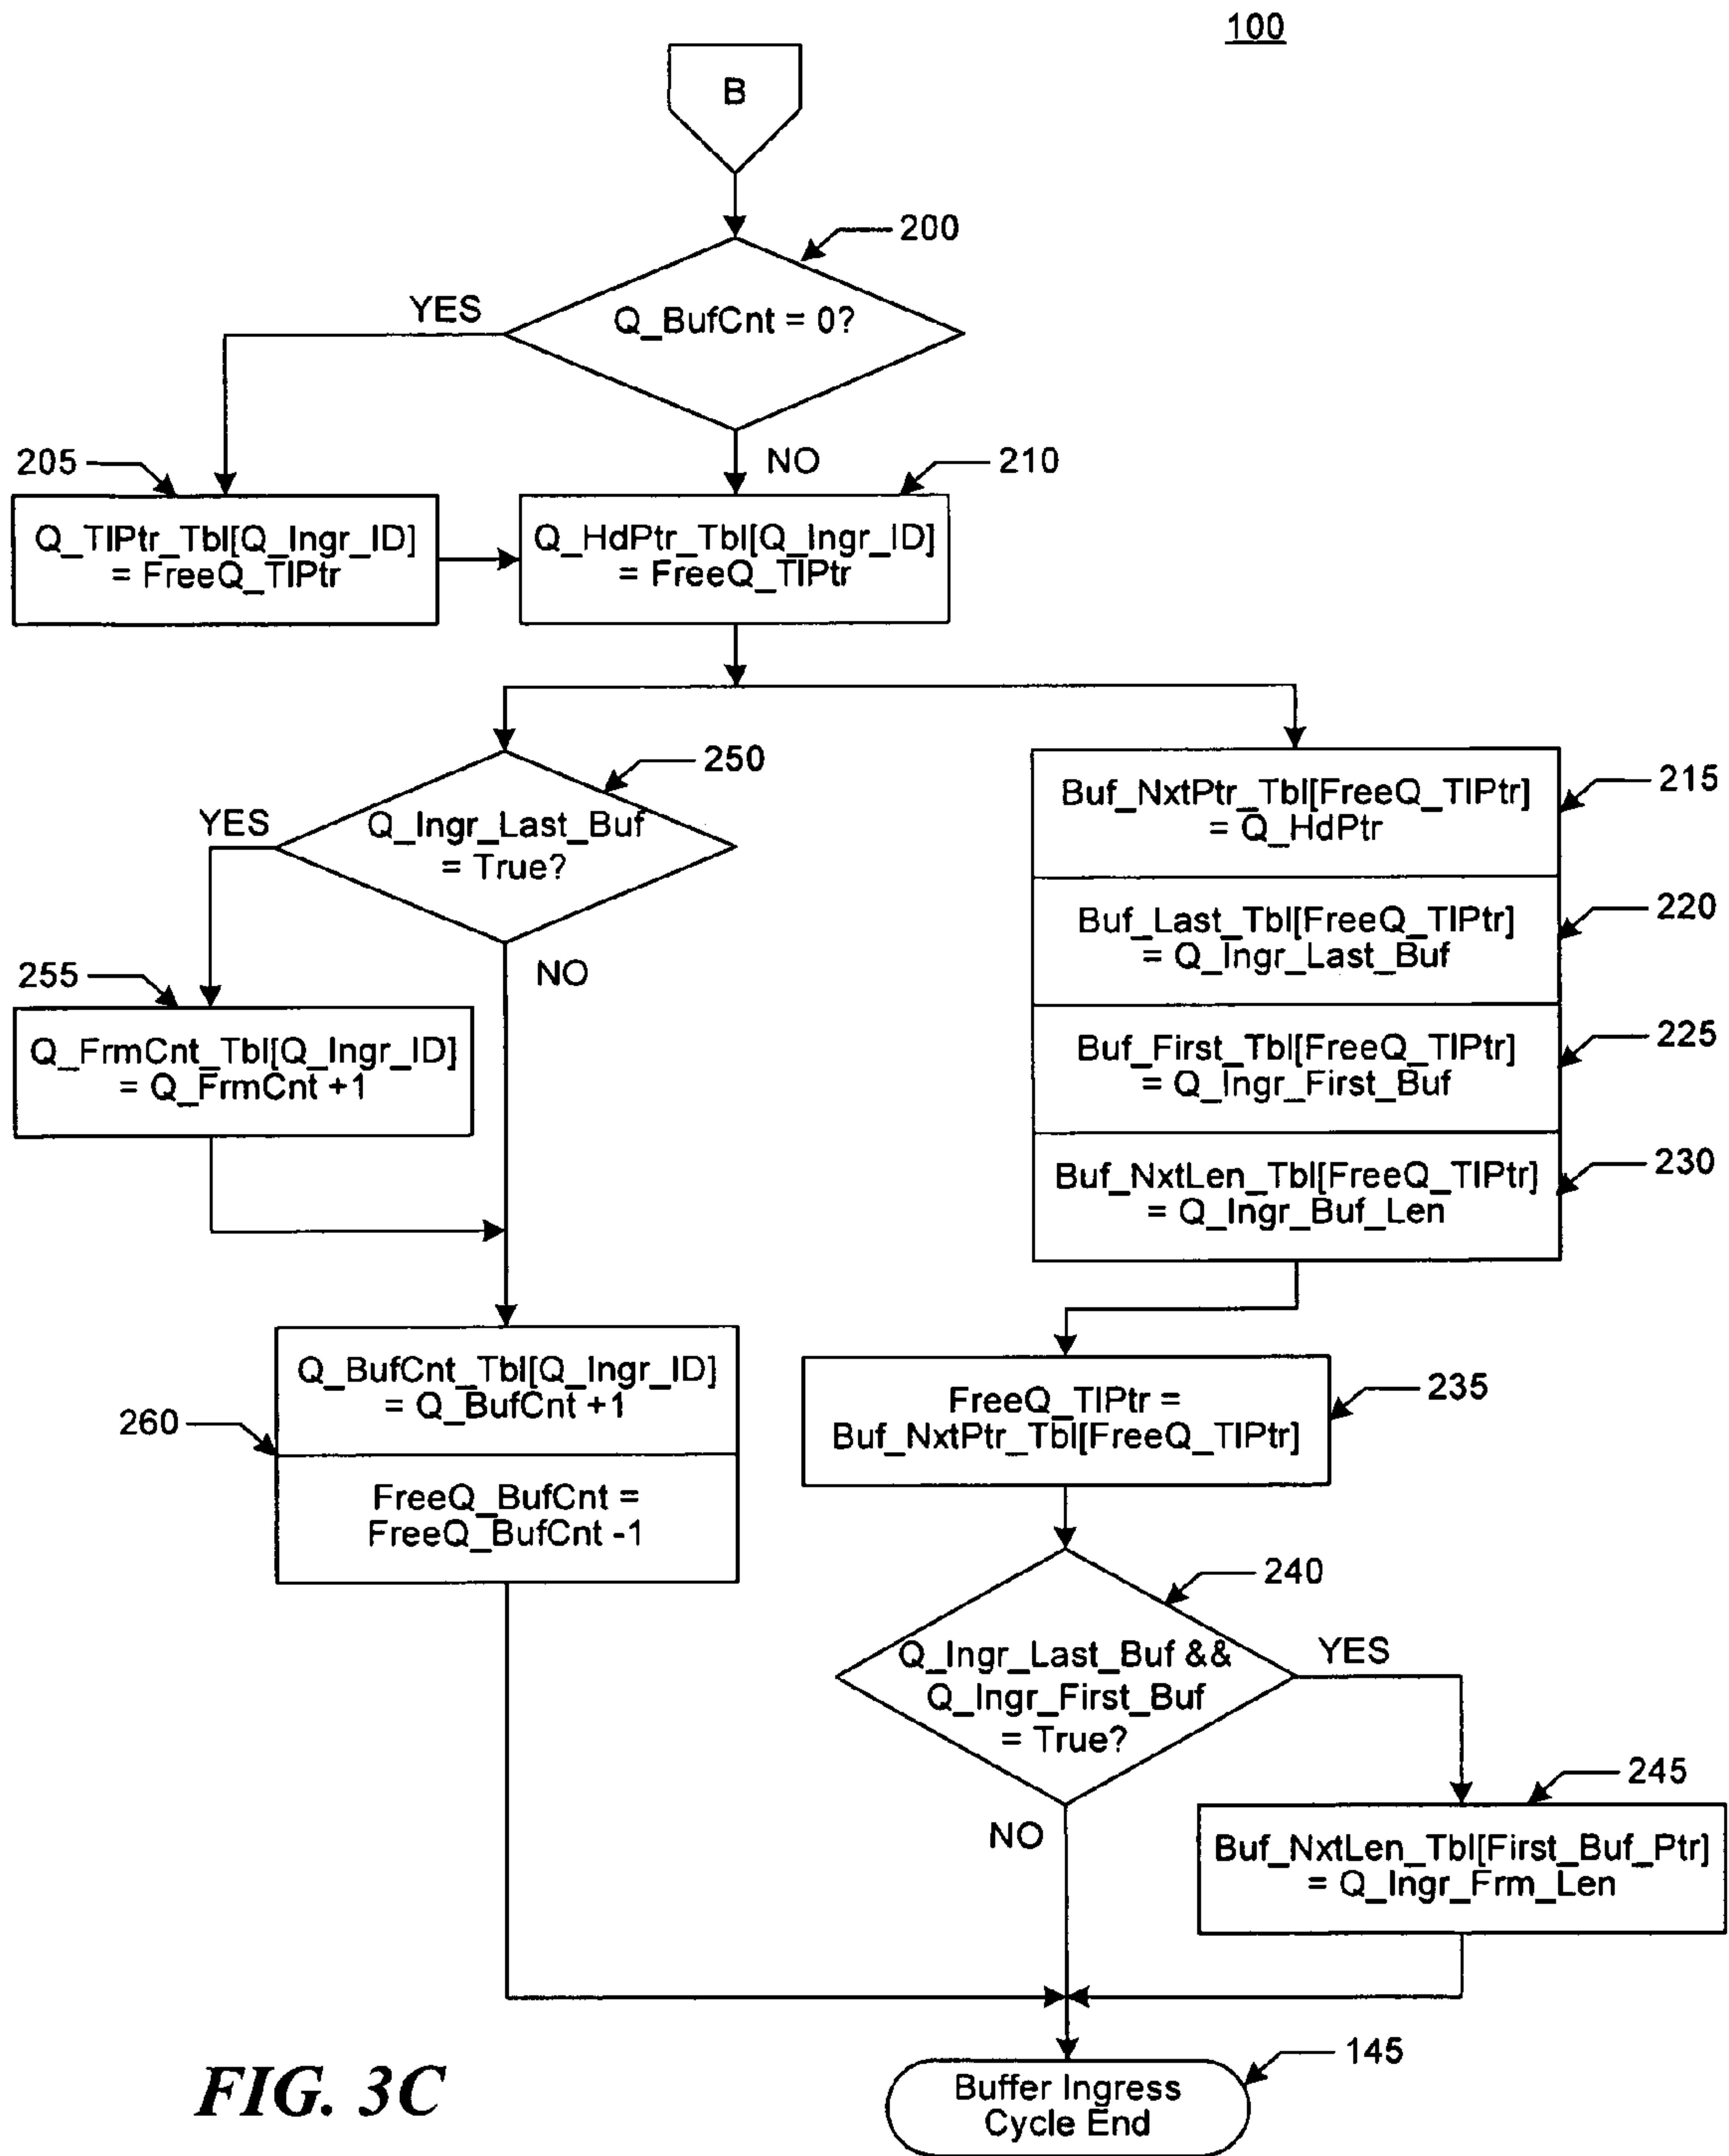 100
B
200
YES
Q_BufCnt = 0?
NO
205
210
Q_TlPtr_Tbl[Q_Ingr_ID]
= FreeQ_TlPtr
Q_HdPtr_Tbl[Q_Ingr_ID]
= FreeQ_TlPtr
250
YES
Q_Ingr_Last_Buf
= True?
NO
255
Q_FrmCnt_Tbl[Q_Ingr_ID]
= Q_FrmCnt +1
Q_BufCnt_Tbl[Q_Ingr_ID]
= Q_BufCnt +1
260
FreeQ_BufCnt =
FreeQ_BufCnt -1
Buf_NxtPtr_Tbl[FreeQ_TlPtr]
= Q_HdPtr
215
Buf_Last_Tbl[FreeQ_TlPtr]
= Q_Ingr_Last_Buf
220
Buf_First_Tbl[FreeQ_TlPtr]
= Q_Ingr_First_Buf
225
Buf_NxtLen_Tbl[FreeQ_TlPtr]
= Q_Ingr_Buf_Len
230
FreeQ_TlPtr =
Buf_NxtPtr_Tbl[FreeQ_TlPtr]
235
240
Q_Ingr_Last_Buf &&
Q_Ingr_First_Buf
= True?
YES
NO
245
Buf_NxtLen_Tbl[First_Buf_Ptr]
= Q_Ingr_Frm_Len
145
Buffer Ingress
Cycle End
FIG. 3C